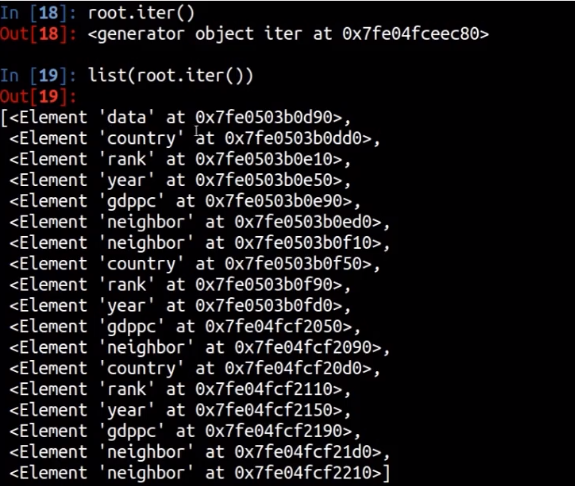 In [18]: root.iter()
Out[18]: <generator object iter at 0x7fe04fceec80>
In [19]: list(root.iter())
Out[19]:
[<Element 'data' at 0x7fe0503b0d90>,
<Element 'country' at 0x7fe0503b0dd0>,
<Element 'rank' at 0x7fe0503b0e10>,
<Element 'year' at 0x7fe0503b0e50>,
<Element 'gdppc' at 0x7fe0503b0e90>,
<Element 'neighbor' at 0x7fe0503b0ed0>,
<Element 'neighbor' at 0x7fe0503b0f10>,
<Element 'country' at 0x7fe0503b0f50>,
<Element 'rank' at 0x7fe0503b0f90>,
<Element 'year' at 0x7fe0503b0fd0>,
<Element 'gdppc' at 0x7fe04fcf2050>,
<Element 'neighbor' at 0x7fe04fcf2090>,
<Element 'country' at 0x7fe04fcf20d0>,
<Element 'rank' at 0x7fe04fcf2110>,
<Element 'year' at 0x7fe04fcf2150>,
<Element 'gdppc' at 0x7fe04fcf2190>,
<Element 'neighbor' at 0x7fe04fcf21d0>,
<Element 'neighbor' at 0x7fe04fcf2210>]